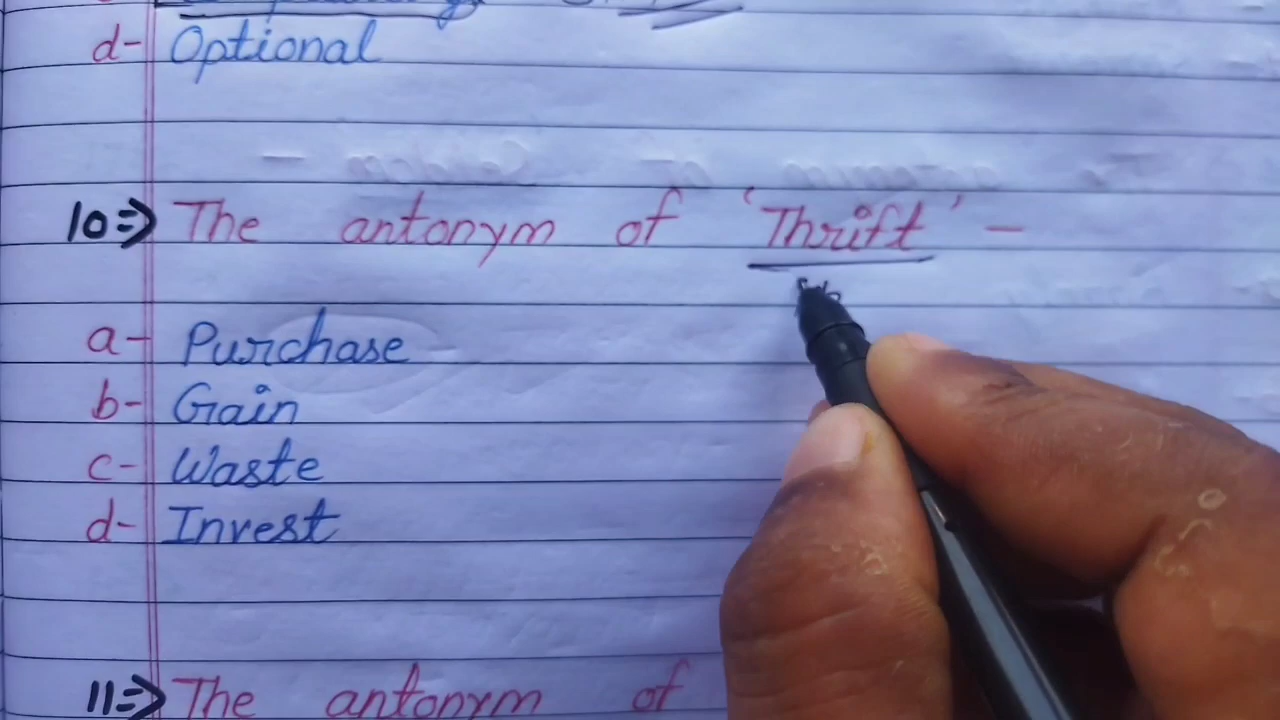 d- Optional
10=> The antonym of 'Thrift' -
a- Purchase
b- Gain
c- Waste
d- Invest
11=> The antonym of